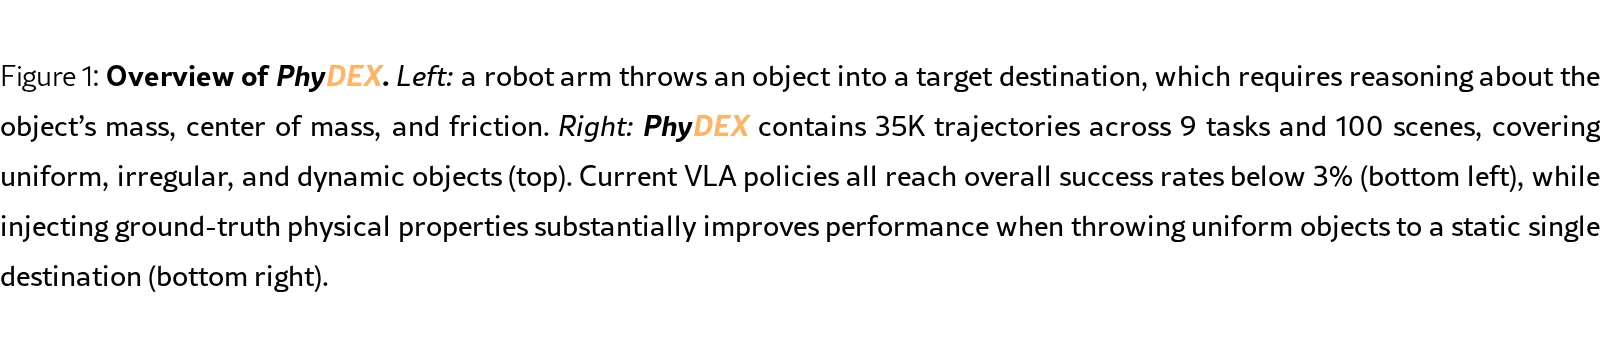 Figure 1: Overview of PhyDEX. Left: a robot arm throws an object into a target destination, which requires reasoning about the
object’s mass, center of mass, and friction. Right: PhyDEX contains 35K trajectories across 9 tasks and 100 scenes, covering
uniform, irregular, and dynamic objects (top). Current VLA policies all reach overall success rates below 3% (bottom left), while
injecting ground-truth physical properties substantially improves performance when throwing uniform objects to a static single
destination (bottom right).